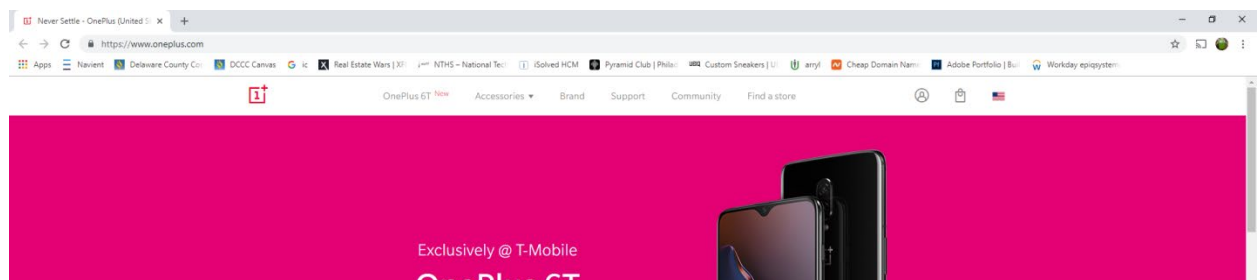 Never Settle - OnePlus (United S
https://www.oneplus.com
Apps Navient Delaware County Co DCCC Canvas ic Real Estate Wars | XP NTHS – National Tec iSolved HCM Pyramid Club | Philad Custom Sneakers | U arryl Cheap Domain Nam Adobe Portfolio | Bui Workday epiqsystem
OnePlus 6T New Accessories Brand Support Community Find a store
Exclusively @ T-Mobile
OnePlus 6T